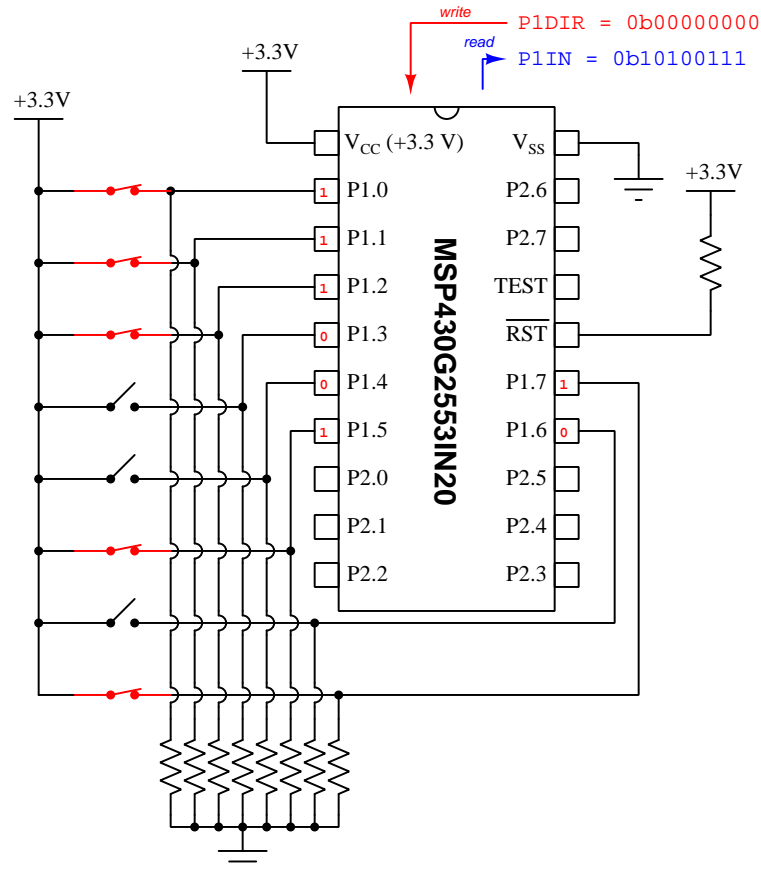 write
P1DIR = 0b00000000
read
P1IN = 0b10100111
+3.3V
+3.3V
+3.3V
VCC (+3.3 V)
VSS
1 P1.0
P2.6
1 P1.1
P2.7
1 P1.2
TEST
0 P1.3
RST
0 P1.4
P1.7 1
1 P1.5
P1.6 0
P2.0
P2.5
P2.1
P2.4
P2.2
P2.3
MSP430G2553IN20